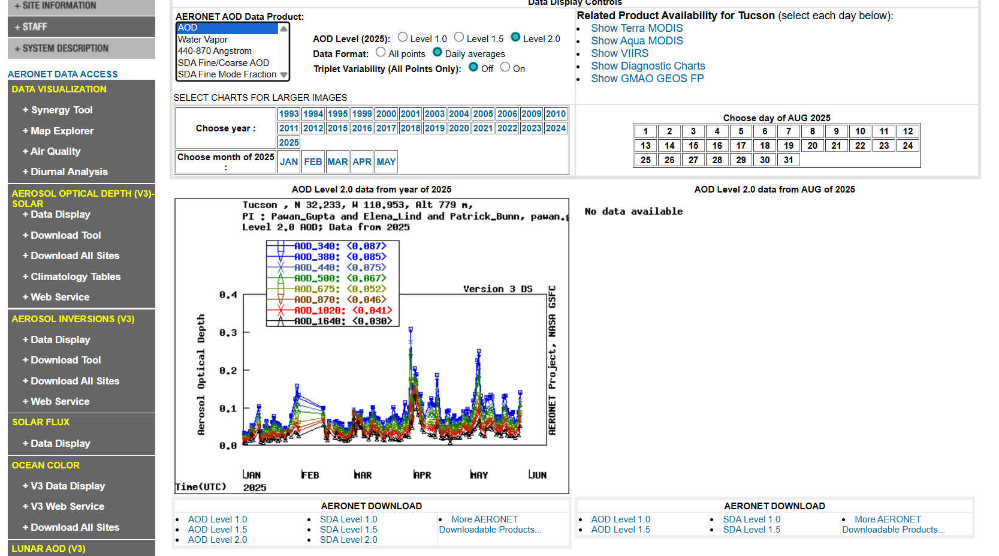 + SITE INFORMATION
+ STAFF
+ SYSTEM DESCRIPTION
AERONET DATA ACCESS
DATA VISUALIZATION
+ Synergy Tool
+ Map Explorer
+ Air Quality
+ Diurnal Analysis
AEROSOL OPTICAL DEPTH (V3)-
SOLAR
+ Data Display
+ Download Tool
+ Download All Sites
+ Climatology Tables
+ Web Service
AEROSOL INVERSIONS (V3)
+ Data Display
+ Download Tool
+ Download All Sites
+ Web Service
SOLAR FLUX
+ Data Display
OCEAN COLOR
+ V3 Data Display
+ V3 Web Service
+ Download All Sites
LUNAR AOD (V3)
Data Display Controls
AERONET AOD Data Product:
AOD
Water Vapor
440-870 Angstrom
SDA Fine/Coarse AOD
SDA Fine Mode Fraction
AOD Level (2025): Level 1.0 Level 1.5 Level 2.0
Data Format: All points Daily averages
Triplet Variability (All Points Only): Off On
SELECT CHARTS FOR LARGER IMAGES
Choose year :
1993 1994 1995 1999 2000 2001 2003 2004 2005 2006 2009 2010
2011 2012 2015 2016 2017 2018 2019 2020 2021 2022 2023 2024
2025
Choose month of 2025
:
JAN FEB MAR APR MAY
Related Product Availability for Tucson (select each day below):
• Show Terra MODIS
• Show Aqua MODIS
• Show VIIRS
• Show Diagnostic Charts
• Show GMAO GEOS FP
Choose day of AUG 2025
1 2 3 4 5 6 7 8 9 10 11 12
13 14 15 16 17 18 19 20 21 22 23 24
25 26 27 28 29 30 31
AOD Level 2.0 data from year of 2025
Tucson , N 32.233, W 110.953, Alt 779 m,
PI : Pawan_Gupta and Elena_Lind and Patrick_Bunn, pawan.g
Level 2.0 AOD; Data from 2025
AOD_340: <0.087>
AOD_380: <0.085>
AOD_440: <0.075>
AOD_500: <0.067>
AOD_675: <0.052>
AOD_870: <0.046>
AOD_1020: <0.041>
AOD_1640: <0.030>
Version 3 DS
AERONET Project, NASA GSFC
Aerosol Optical Depth
0.4
0.3
0.2
0.1
0.0
JAN FEB MAR APR MAY JUN
Time(UTC) 2025
AOD Level 2.0 data from AUG of 2025
No data available
AERONET DOWNLOAD
• AOD Level 1.0
• AOD Level 1.5
• AOD Level 2.0
• SDA Level 1.0
• SDA Level 1.5
• SDA Level 2.0
• More AERONET
Downloadable Products...
AERONET DOWNLOAD
• AOD Level 1.0
• AOD Level 1.5
• SDA Level 1.0
• SDA Level 1.5
• More AERONET
Downloadable Products...